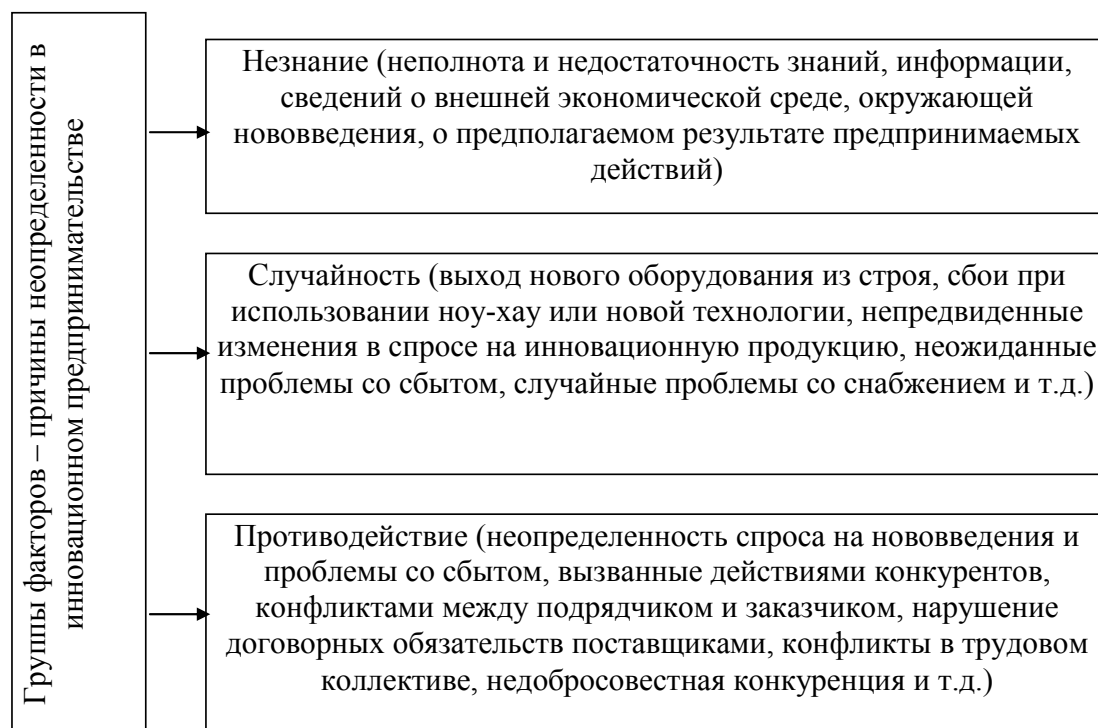 Группы факторов – причины неопределенности в
инновационном предпринимательстве
Незнание (неполнота и недостаточность знаний, информации,
сведений о внешней экономической среде, окружающей
нововведения, о предполагаемом результате предпринимаемых
действий)
Случайность (выход нового оборудования из строя, сбои при
использовании ноу-хау или новой технологии, непредвиденные
изменения в спросе на инновационную продукцию, неожиданные
проблемы со сбытом, случайные проблемы со снабжением и т.д.)
Противодействие (неопределенность спроса на нововведения и
проблемы со сбытом, вызванные действиями конкурентов,
конфликтами между подрядчиком и заказчиком, нарушение
договорных обязательств поставщиками, конфликты в трудовом
коллективе, недобросовестная конкуренция и т.д.)